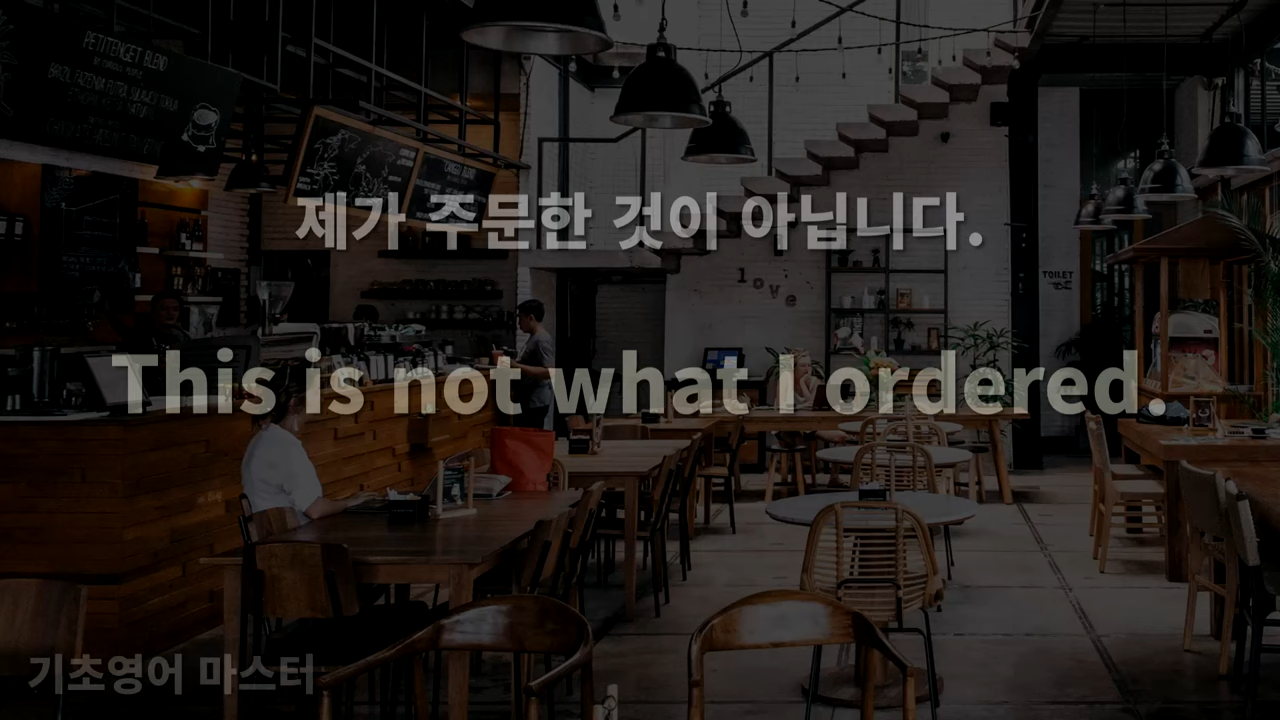 PETITENGET BLEND
제가 주문한 것이 아닙니다.
love
TOILET
This is not what I ordered.
기초영어 마스터